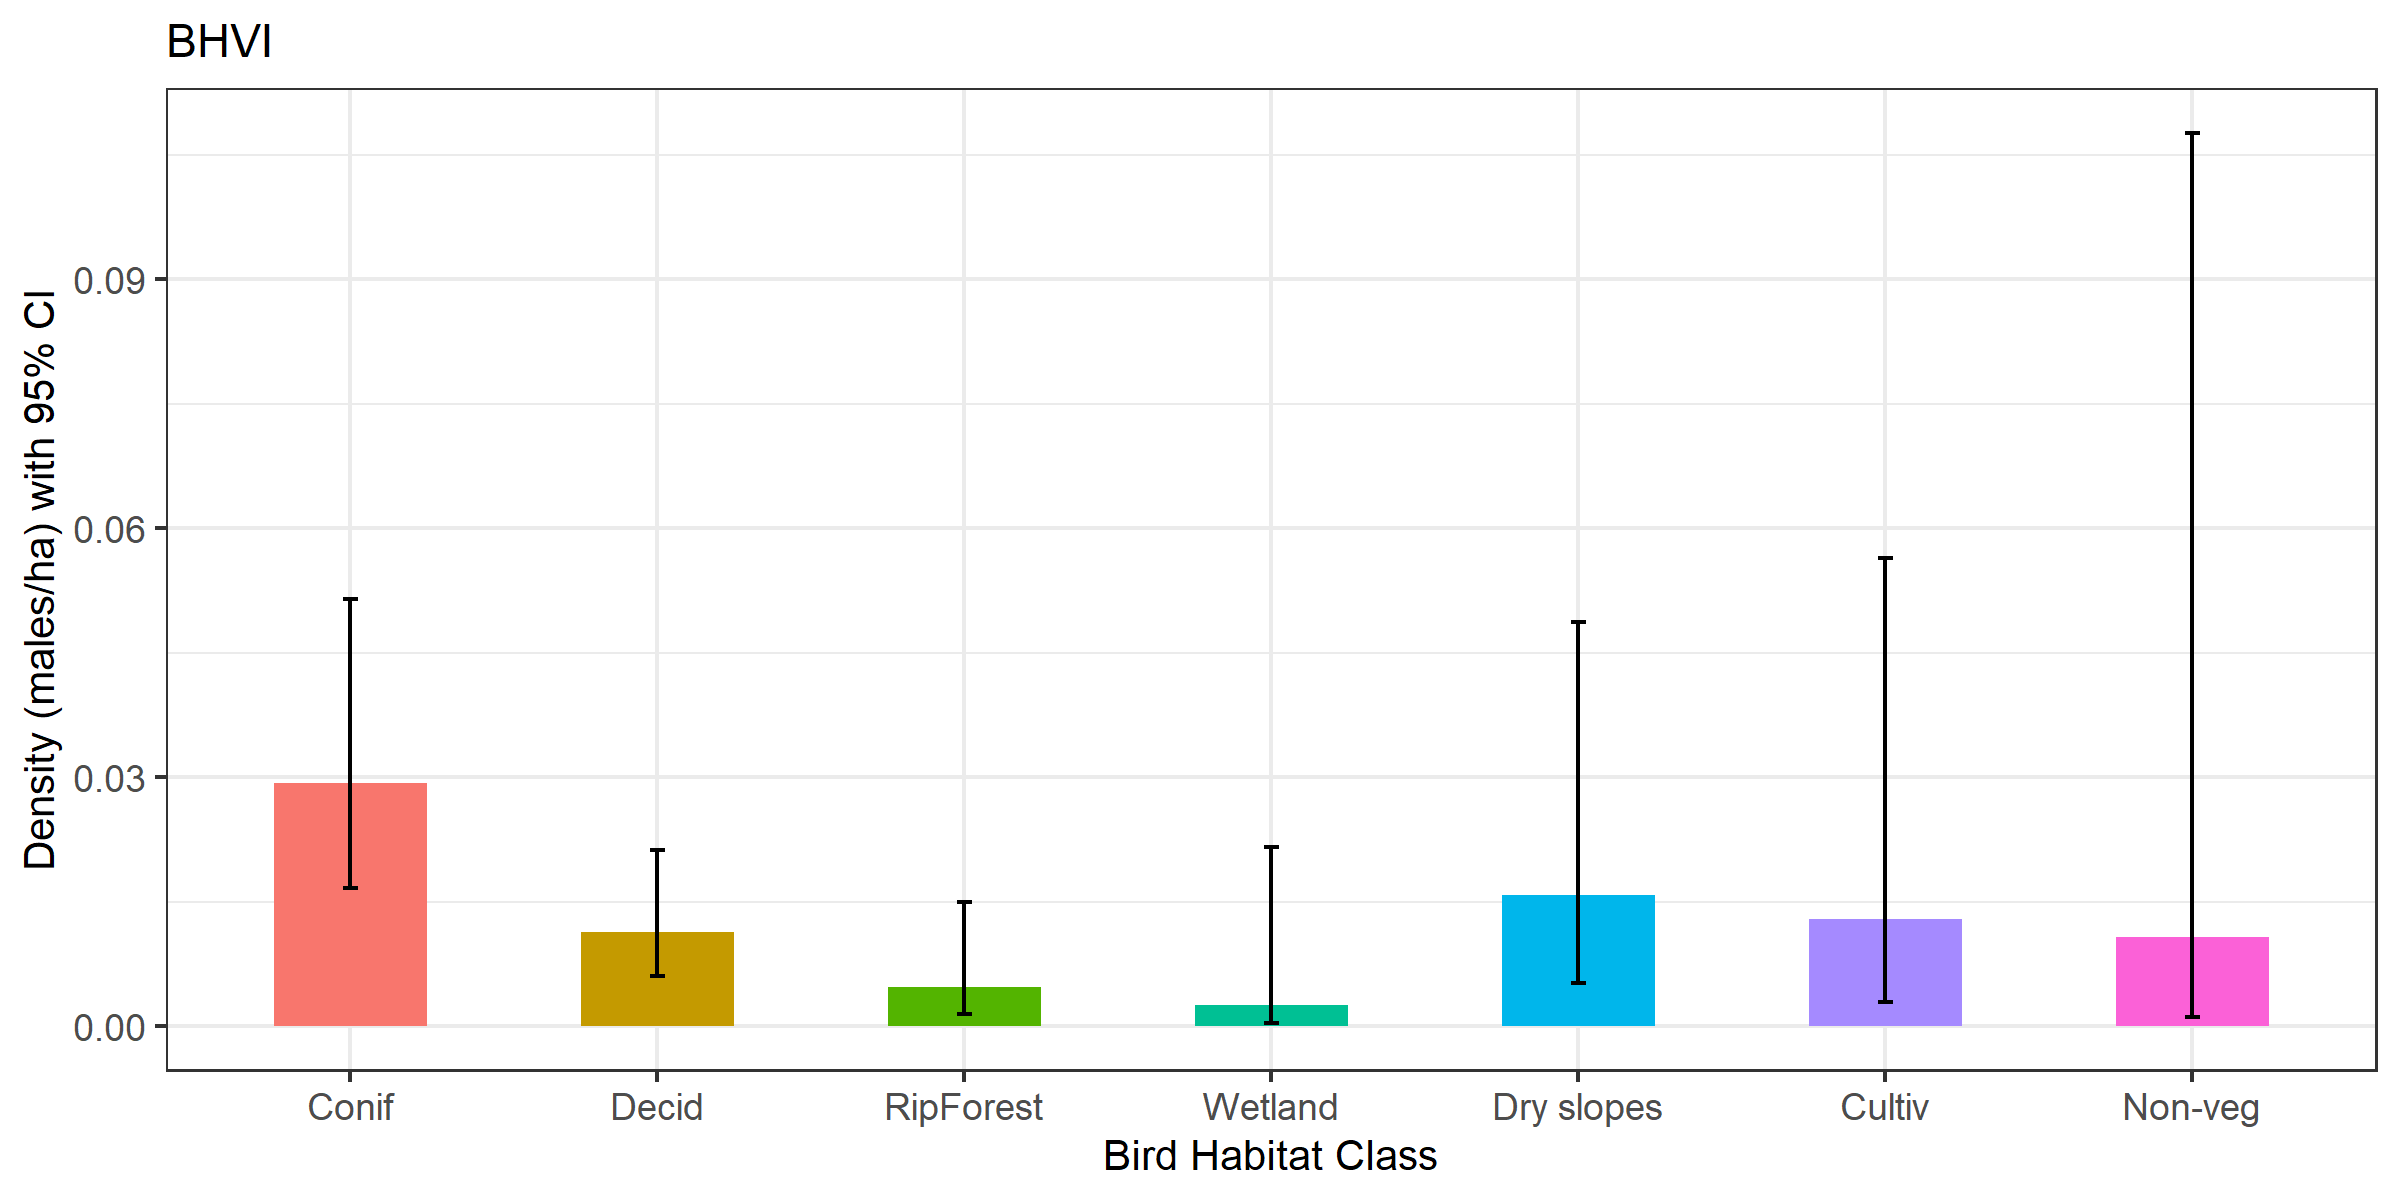 BHVI
Density (males/ha) with 95% CI
0.09
0.06
0.03
0.00
Conif Decid RipForest Wetland Dry slopes Cultiv Non-veg
Bird Habitat Class